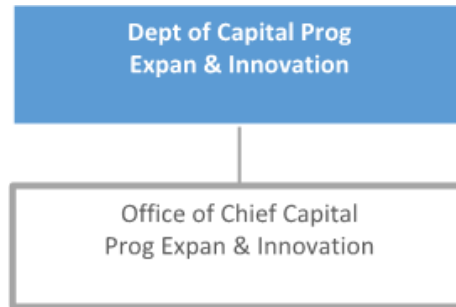 Dept of Capital Prog
Expan & Innovation
Office of Chief Capital
Prog Expan & Innovation